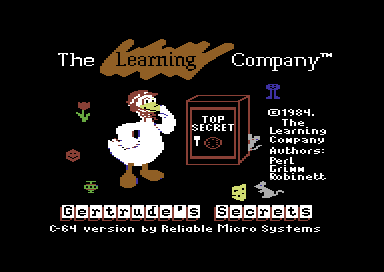 The Learning Company™
TOP
SECRET
©1984.
The
Learning
Company
Authors:
Perl
Grimm
Robinett
Gertrude's Secrets
C-64 version by Reliable Micro Systems